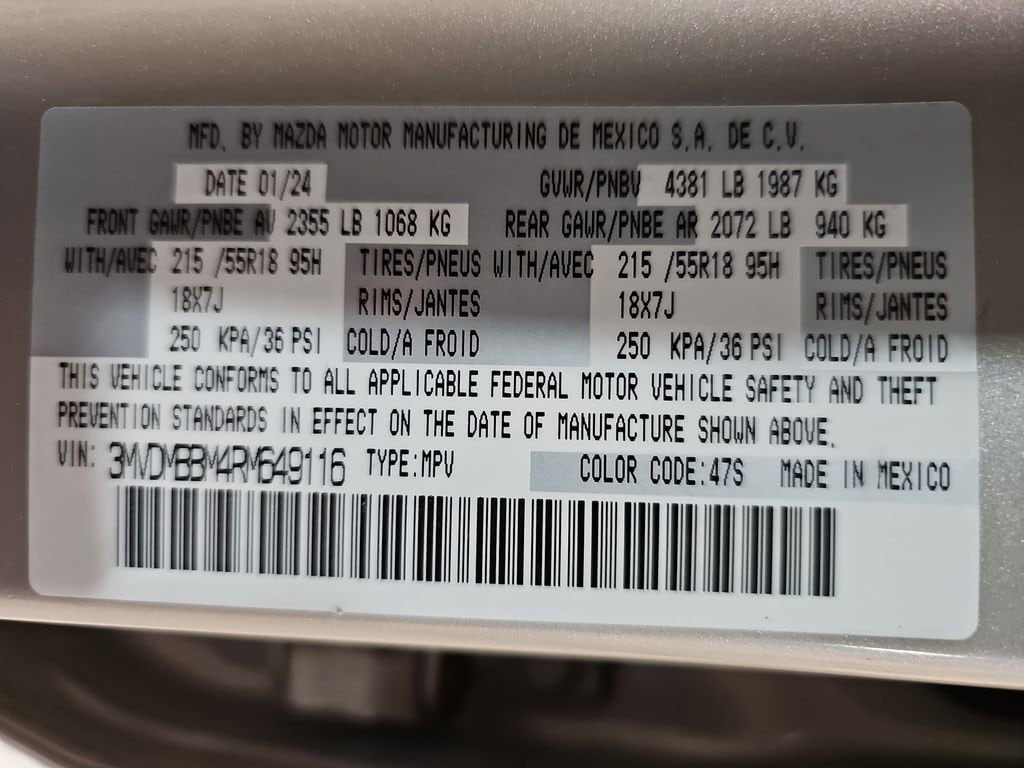 MFD. BY MAZDA MOTOR MANUFACTURING DE MEXICO S.A. DE C.V.
DATE 01/24 GVWR/PNBV 4381 LB 1987 KG
FRONT GAWR/PNBE AV 2355 LB 1068 KG REAR GAWR/PNBE AR 2072 LB 940 KG
WITH/AVEC 215 /55R18 95H TIRES/PNEUS WITH/AVEC 215 /55R18 95H TIRES/PNEUS
18X7J RIMS/JANTES 18X7J RIMS/JANTES
250 KPA/36 PSI COLD/A FROID 250 KPA/36 PSI COLD/A FROID
THIS VEHICLE CONFORMS TO ALL APPLICABLE FEDERAL MOTOR VEHICLE SAFETY AND THEFT
PREVENTION STANDARDS IN EFFECT ON THE DATE OF MANUFACTURE SHOWN ABOVE.
VIN: 3MVDMBBM4RM649116 TYPE:MPV COLOR CODE:47S MADE IN MEXICO